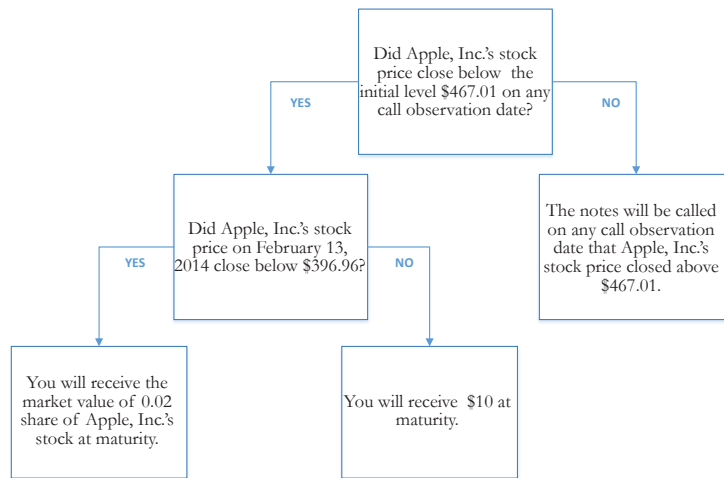 Did Apple, Inc.'s stock
price close below the
initial level $467.01 on any
call observation date?
YES
NO
Did Apple, Inc.'s stock
price on February 13,
2014 close below $396.96?
The notes will be called
on any call observation
date that Apple, Inc.'s
stock price closed above
$467.01.
YES
NO
You will receive the
market value of 0.02
share of Apple, Inc.'s
stock at maturity.
You will receive $10 at
maturity.